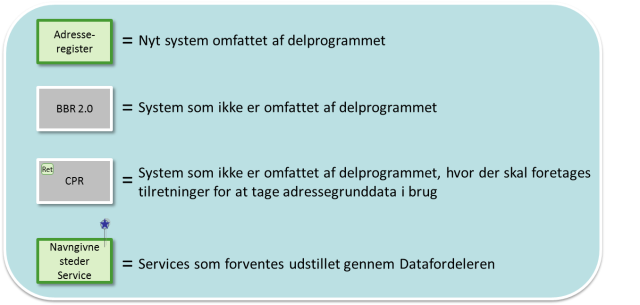 Adresse-
register
= Nyt system omfattet af delprogrammet
BBR 2.0
= System som ikke er omfattet af delprogrammet
Ret
CPR
= System som ikke er omfattet af delprogrammet, hvor der skal foretages
tilretninger for at tage adressegrunddata i brug
Navngivne
steder
Service
= Services som forventes udstillet gennem Datafordeleren